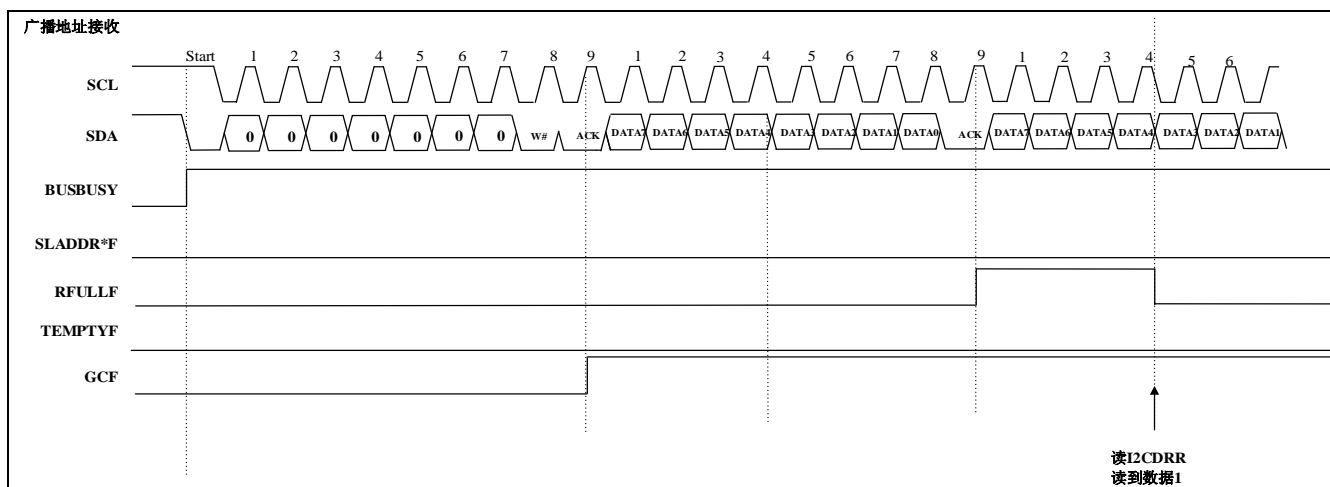 广播地址接收
Start 1 2 3 4 5 6 7 8 9 1 2 3 4 5 6 7 8 9 1 2 3 4 5 6
SCL
SDA 0 0 0 0 0 0 0 W# ACK DATA7 DATA6 DATA5 DATA4 DATA3 DATA2 DATA1 DATA0 ACK DATA7 DATA6 DATA5 DATA4 DATA3 DATA2 DATA1
BUSBUSY
SLADDR*F
RFULLF
TEMPTYF
GCF
读I2CDRR
读到数据1